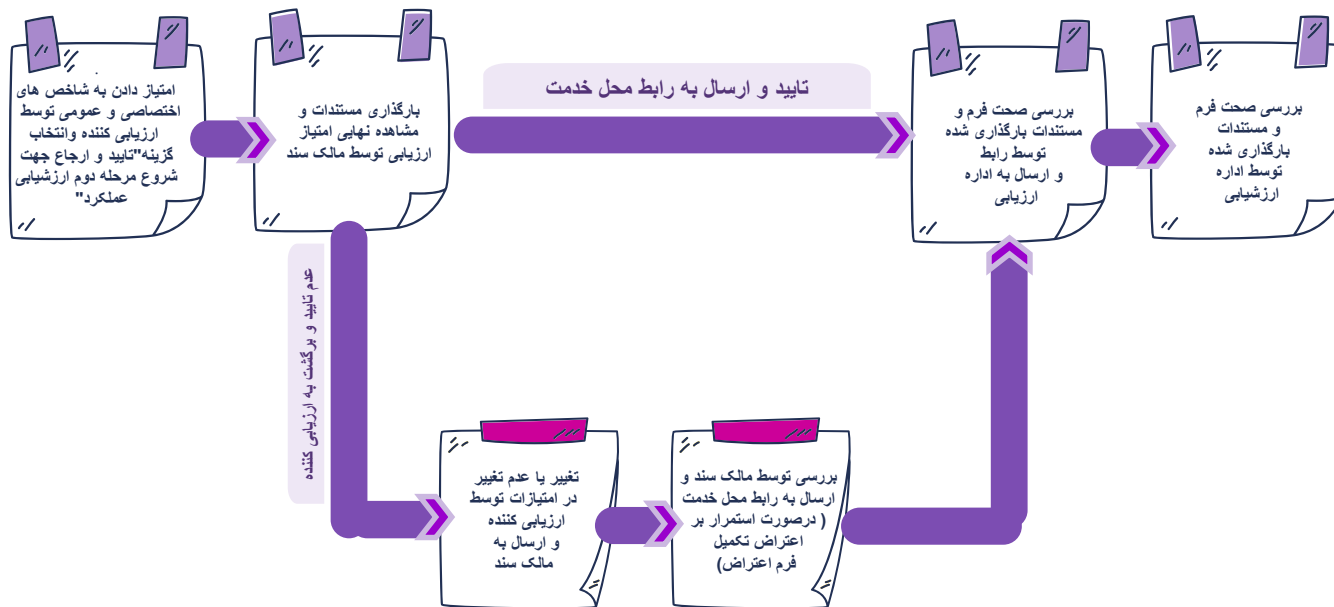 امتیاز دادن به شاخص های
اختصاصی و عمومی توسط
ارزیابی کننده وانتخاب
گزینه"تایید و ارجاع جهت
شروع مرحله دوم ارزشیابی
عملکرد"
بارگذاری مستندات و
مشاهده نهایی امتیاز
ارزیابی توسط مالک سند
تایید و ارسال به رابط محل خدمت
بررسی صحت فرم و
مستندات بارگذاری شده
توسط رابط
و ارسال به اداره
ارزیابی
بررسی صحت فرم
و مستندات
بارگذاری شده
توسط اداره
ارزشیابی
عدم تایید و برگشت به ارزیابی کننده
تغییر یا عدم تغییر
در امتیازات توسط
ارزیابی کننده
و ارسال به
مالک سند
بررسی توسط مالک سند و
ارسال به رابط محل خدمت
( درصورت استمرار بر
اعتراض تکمیل
فرم اعتراض)